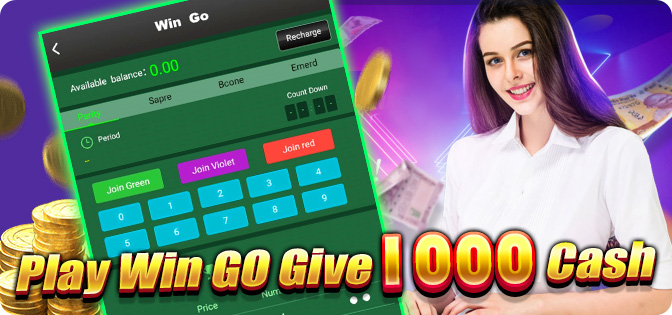 Win Go
Recharge
Available balance: 0.00
Parity Sapre Bcone Emerd
Period
Count Down
Join Green Join Violet Join red
0 1 2 3 4
5 6 7 8 9
Play Win GO Give 1000 Cash
Price